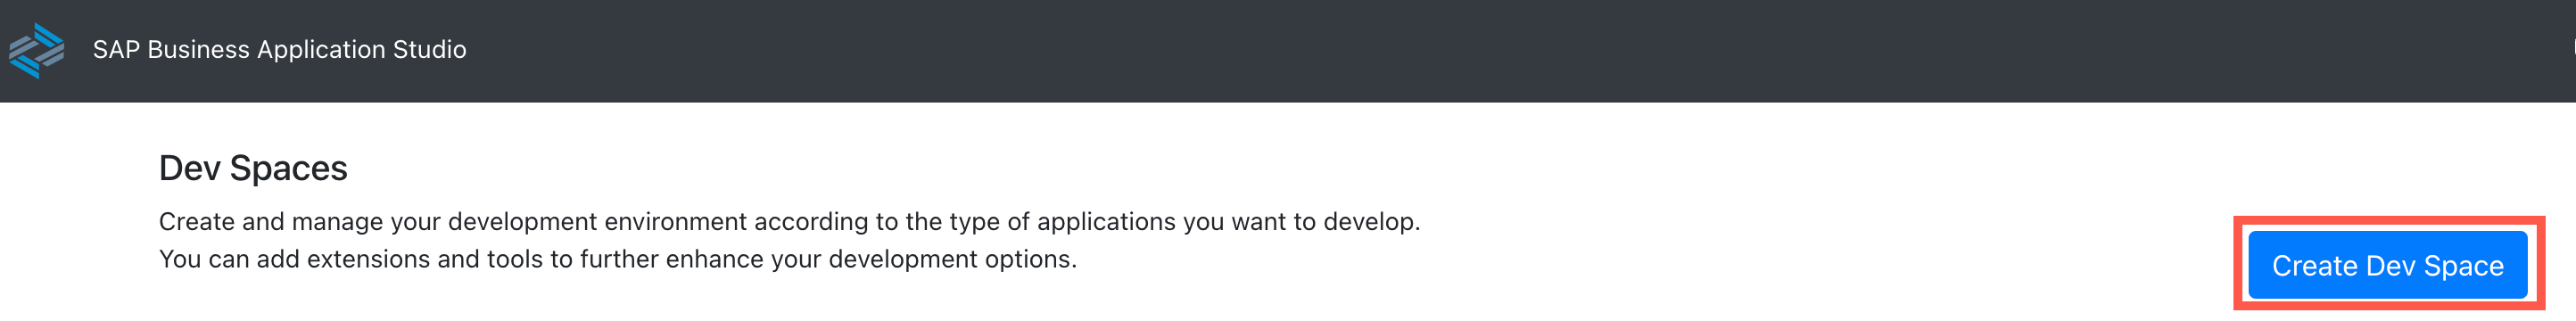 SAP Business Application Studio
Dev Spaces
Create and manage your development environment according to the type of applications you want to develop.
You can add extensions and tools to further enhance your development options.
Create Dev Space